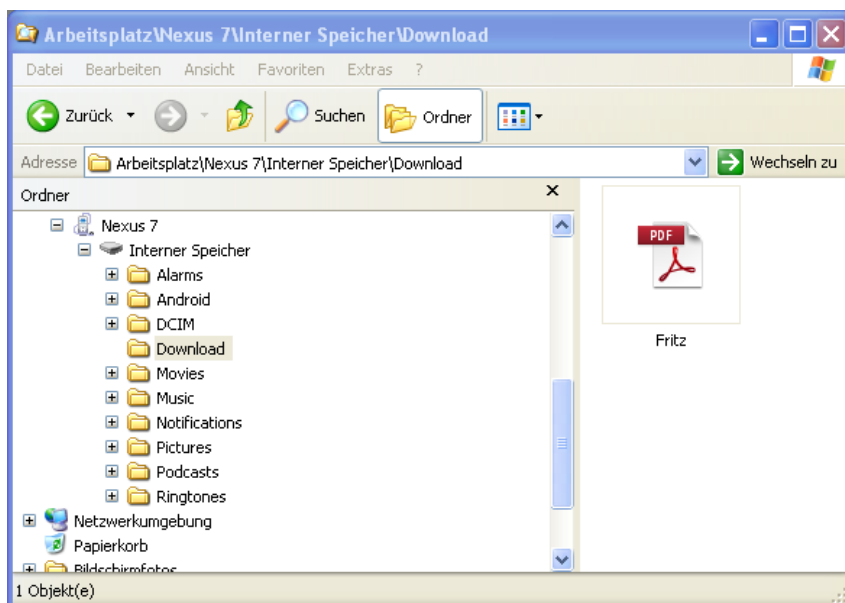 Arbeitsplatz\Nexus 7\Interner Speicher\Download
Datei Bearbeiten Ansicht Favoriten Extras ?
Zurück Suchen Ordner
Adresse Arbeitsplatz\Nexus 7\Interner Speicher\Download Wechseln zu
Ordner
Nexus 7
Interner Speicher
Alarms
Android
DCIM
Download
Movies
Music
Notifications
Pictures
Podcasts
Ringtones
Netzwerkumgebung
Papierkorb
Bildschirmfotos
PDF
Fritz
1 Objekt(e)